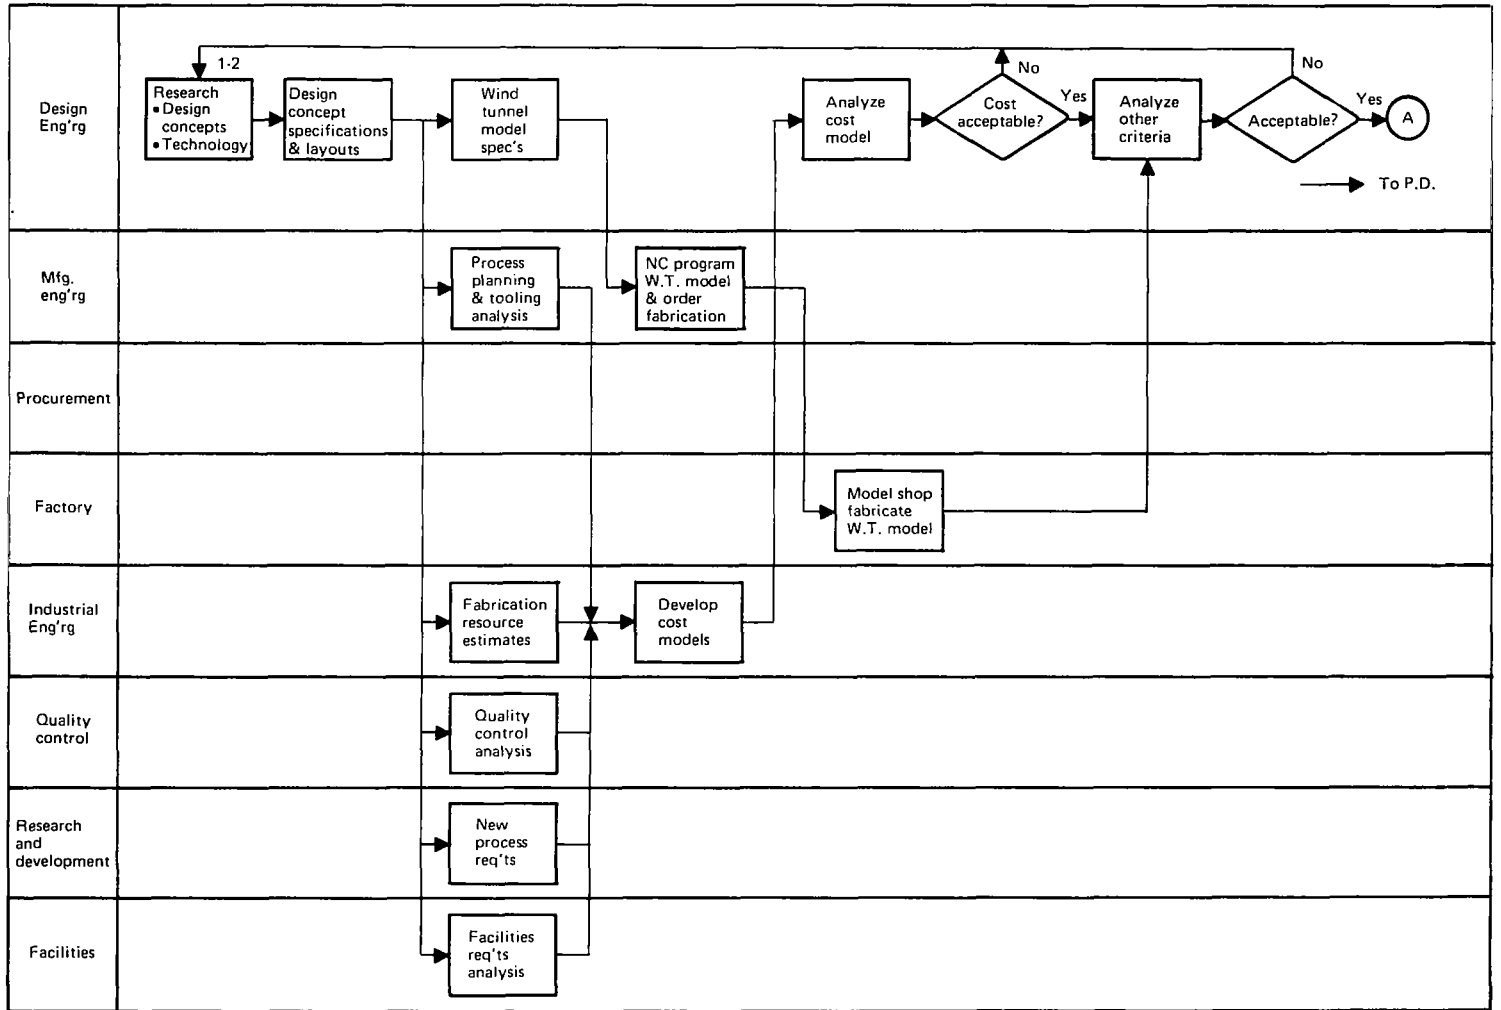 Design
Eng'rg
1-2
Research
• Design
concepts
• Technology
Design
concept
specifications
& layouts
Wind
tunnel
model
spec's
Analyze
cost
model
No
Cost
acceptable?
Yes
Analyze
other
criteria
No
Acceptable?
Yes
A
To P.D.
Mfg.
eng'rg
Process
planning
& tooling
analysis
NC program
W.T. model
& order
fabrication
Procurement
Factory
Model shop
fabricate
W.T. model
Industrial
Eng'rg
Fabrication
resource
estimates
Develop
cost
models
Quality
control
Quality
control
analysis
Research
and
development
New
process
req'ts
Facilities
Facilities
req'ts
analysis